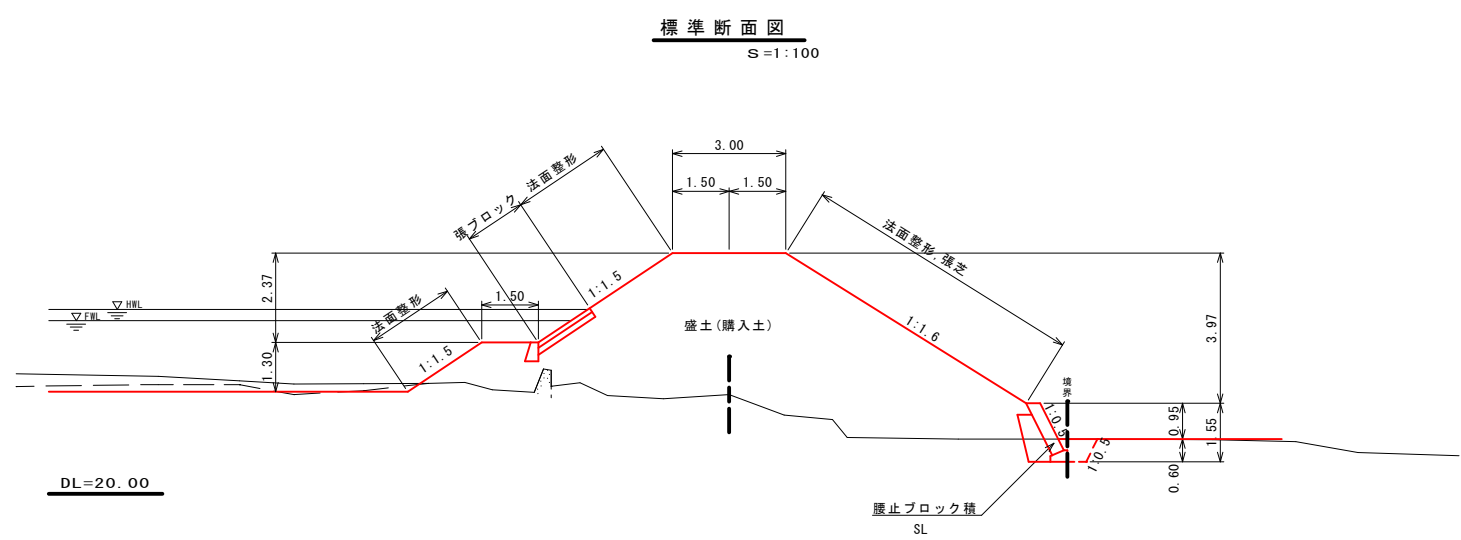 標準断面図
S=1:100
3.00
1.50
1.50
張ブロック
法面整形
法面整形,張芝
2.37
1.50
1:1.5
HWL
FWL
法面整形
盛土(購入土)
1:1.6
3.97
1:1.5
1.30
境界
1:0.5
0.95
1.55
1:0.5
0.60
DL=20.00
腰止ブロック積
SL